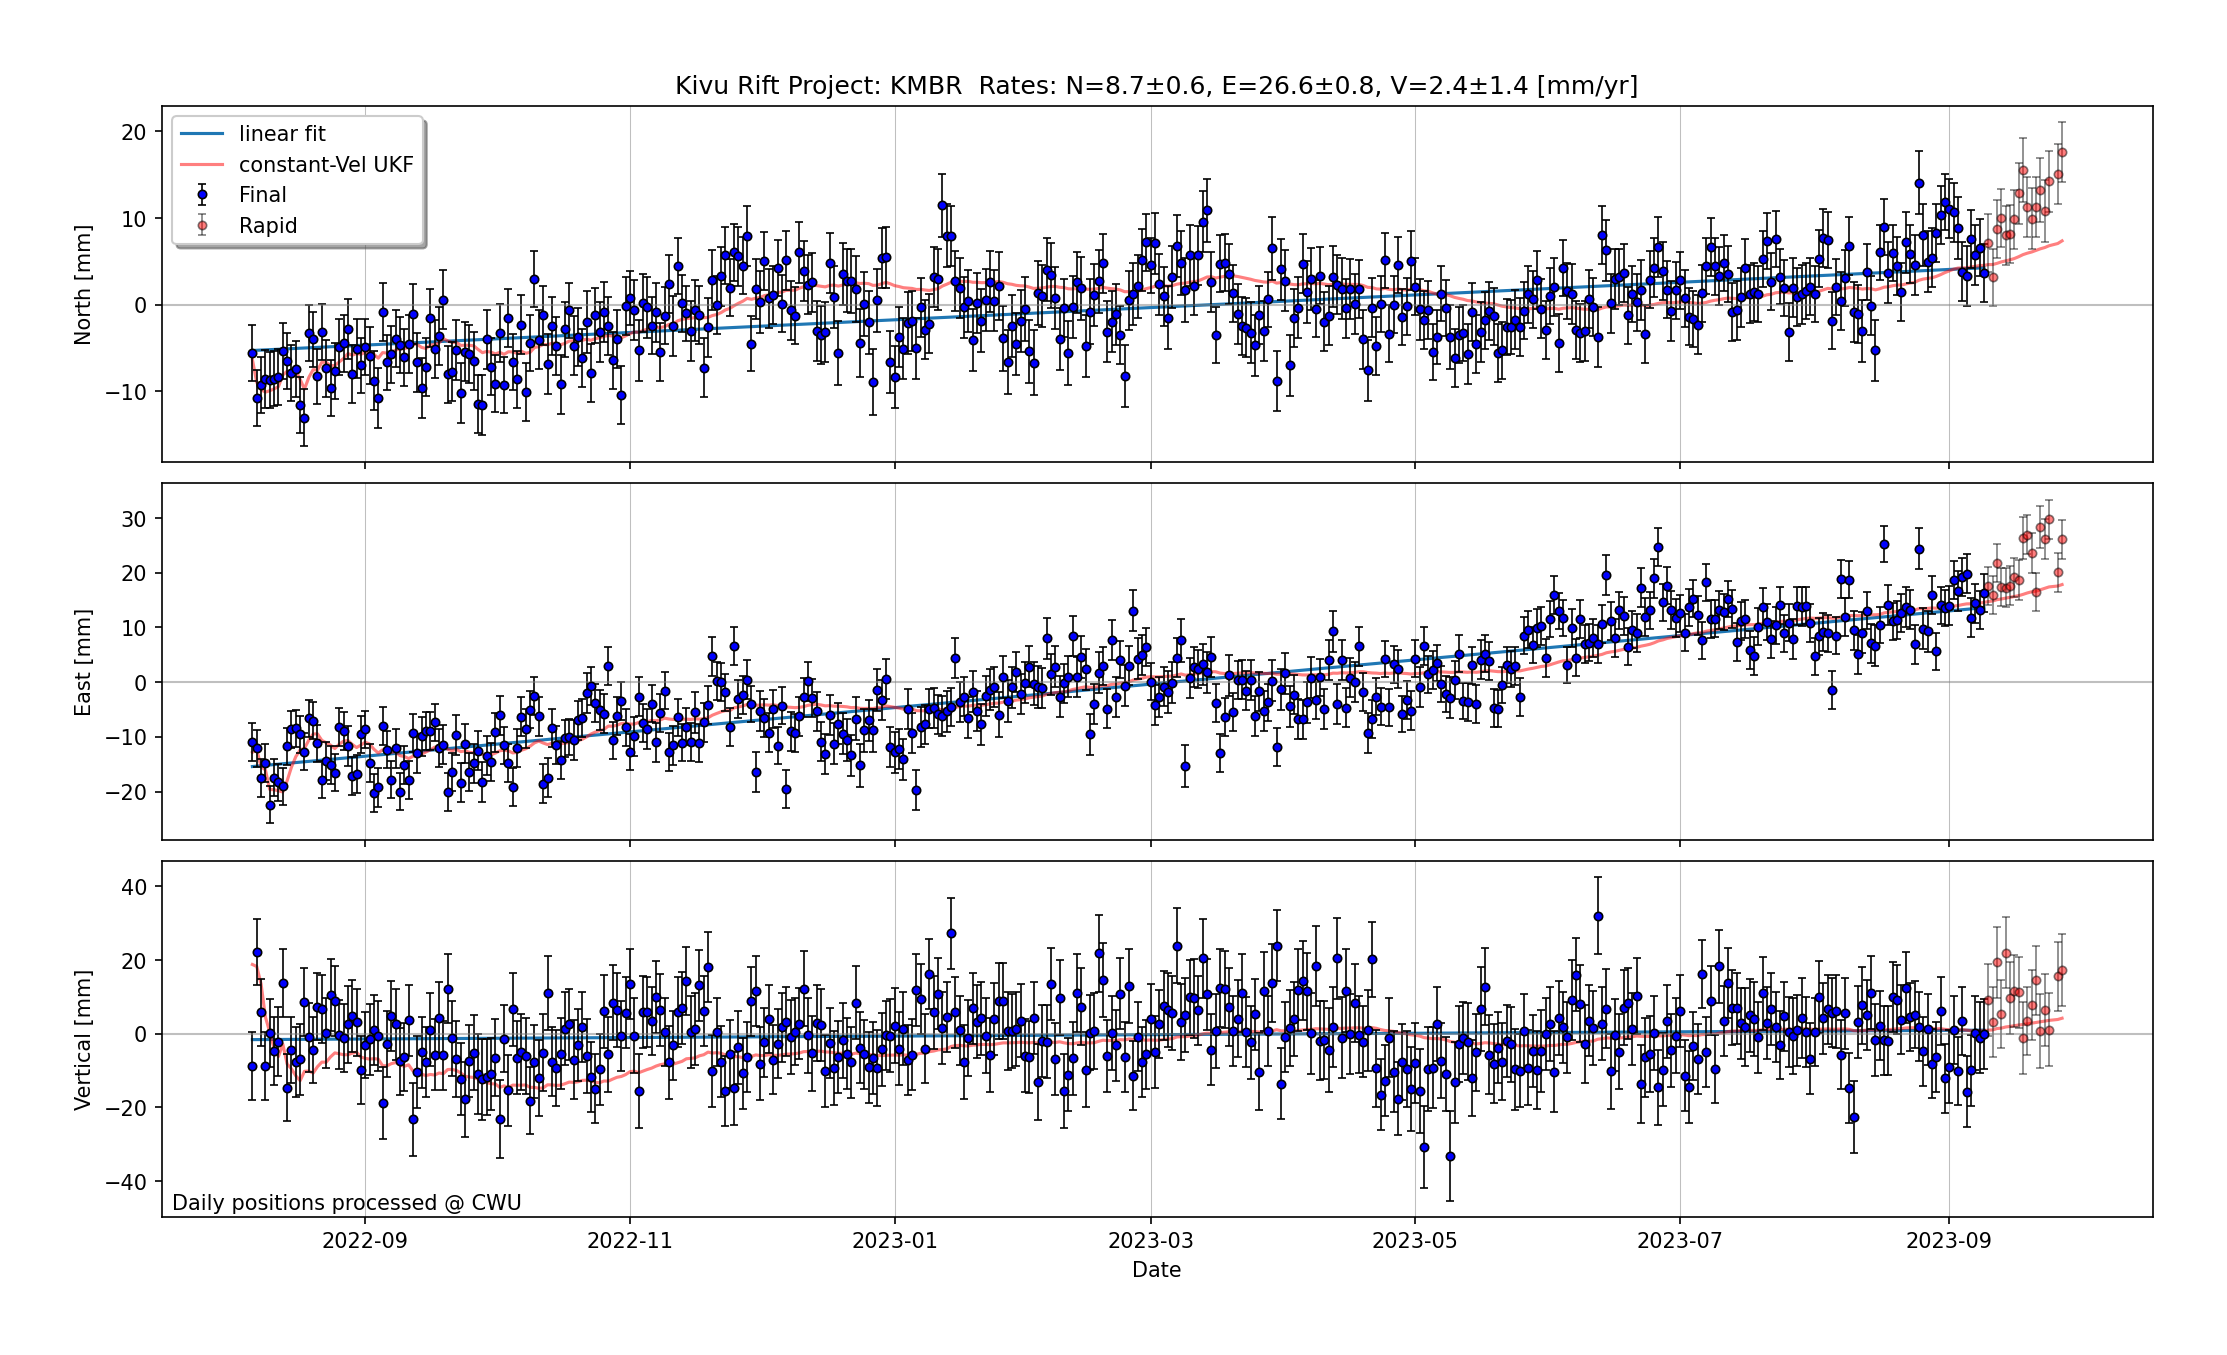 Kivu Rift Project: KMBR  Rates: N=8.7±0.6, E=26.6±0.8, V=2.4±1.4 [mm/yr]
linear fit
constant-Vel UKF
Final
Rapid
North [mm]
20
10
0
−10
East [mm]
30
20
10
0
−10
−20
Vertical [mm]
40
20
0
−20
−40
Daily positions processed @ CWU
2022-09 2022-11 2023-01 2023-03 2023-05 2023-07 2023-09
Date